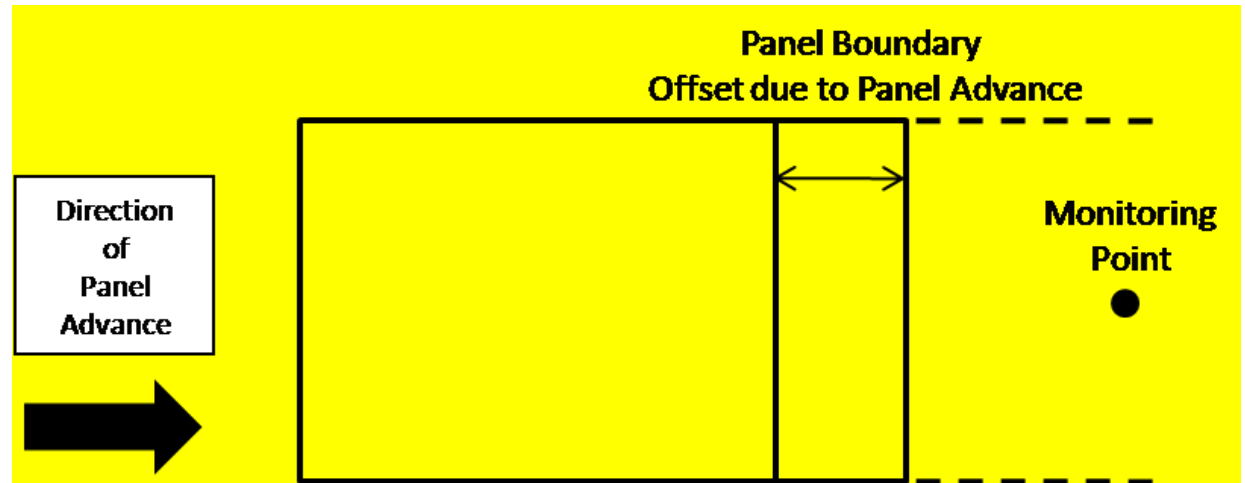 Panel Boundary
Offset due to Panel Advance
Direction
of
Panel
Advance
Monitoring
Point